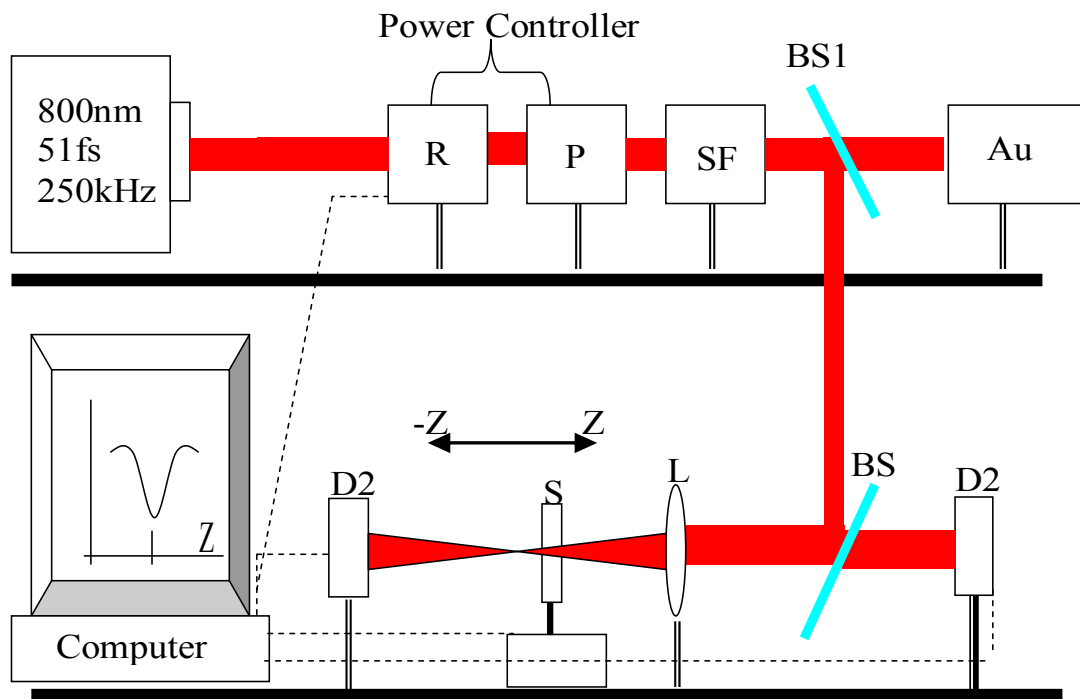 Power Controller
BS1
800nm
51fs
250kHz
R
P
SF
Au
-Z
Z
BS
L
D2
S
D2
Z
Computer